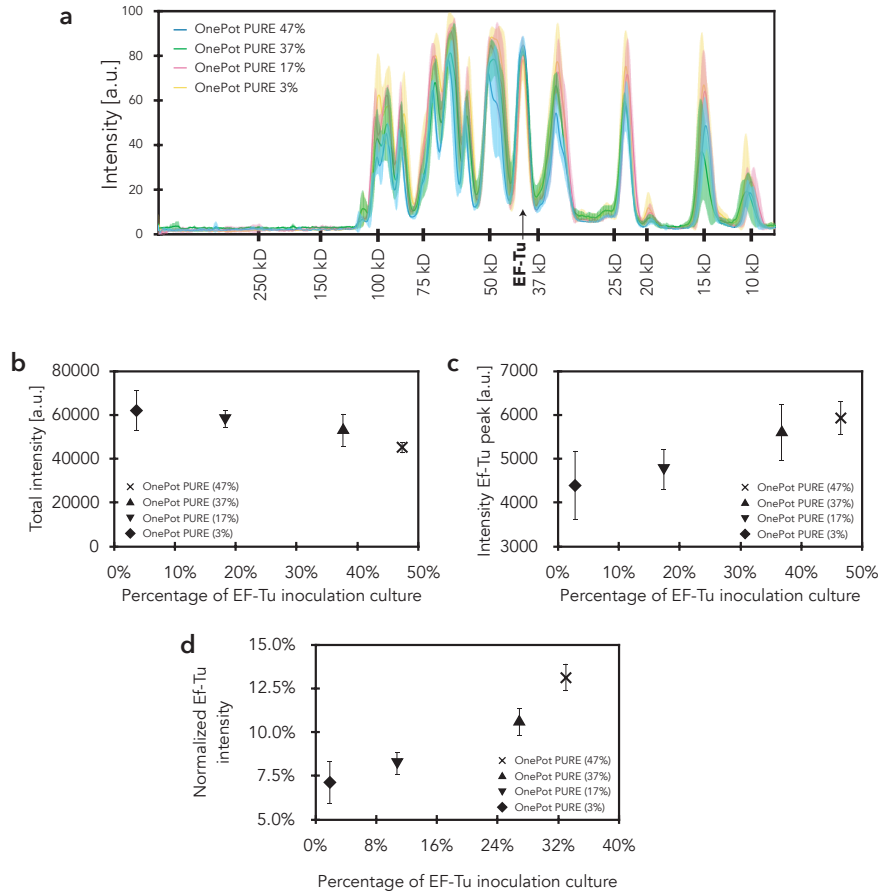 a
100
80
60
40
20
0
Intensity [a.u.]
OnePot PURE 47%
OnePot PURE 37%
OnePot PURE 17%
OnePot PURE 3%
250 kD
150 kD
100 kD
75 kD
50 kD
EF-Tu
37 kD
25 kD
20 kD
15 kD
10 kD
b
80000
60000
40000
20000
0
Total intensity [a.u.]
OnePot PURE (47%)
OnePot PURE (37%)
OnePot PURE (17%)
OnePot PURE (3%)
0% 10% 20% 30% 40% 50%
Percentage of EF-Tu inoculation culture
c
7000
6000
5000
4000
3000
Intensity Ef-Tu peak [a.u.]
OnePot PURE (47%)
OnePot PURE (37%)
OnePot PURE (17%)
OnePot PURE (3%)
0% 10% 20% 30% 40% 50%
Percentage of EF-Tu inoculation culture
d
15.0%
12.5%
10.0%
7.5%
5.0%
Normalized Ef-Tu
intensity
OnePot PURE (47%)
OnePot PURE (37%)
OnePot PURE (17%)
OnePot PURE (3%)
0% 8% 16% 24% 32% 40%
Percentage of EF-Tu inoculation culture